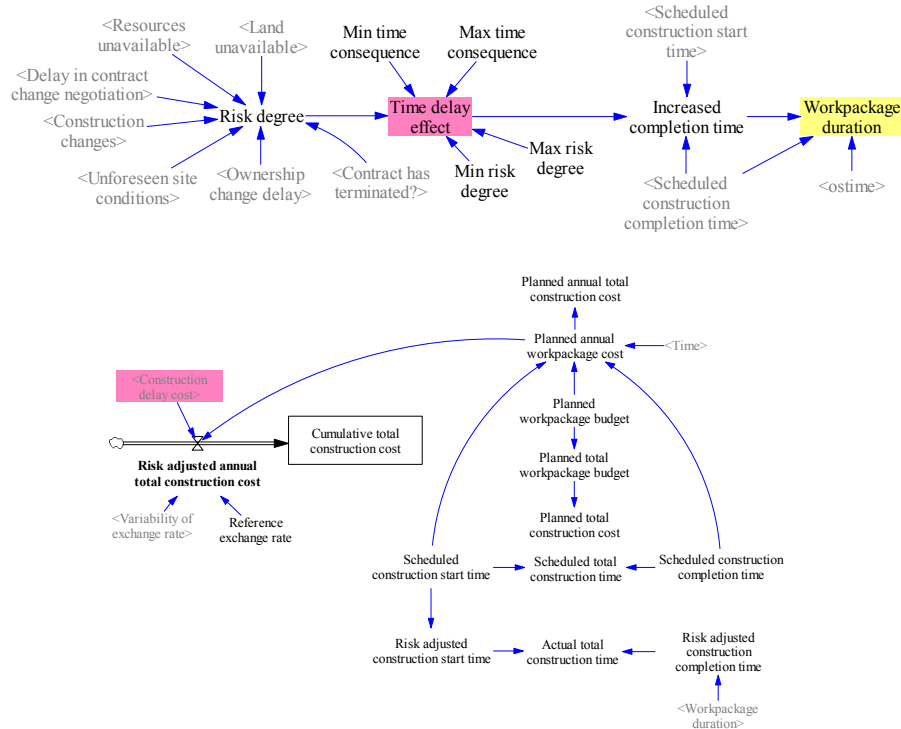 <Resources
unavailable>
<Land
unavailable>
Min time
consequence
Max time
consequence
<Scheduled
construction start
time>
<Delay in contract
change negotiation>
<Construction
changes>
Risk degree
Time delay
effect
Increased
completion time
Workpackage
duration
<Unforeseen site
conditions>
<Ownership
change delay>
<Contract has
terminated?>
Min risk
degree
Max risk
degree
<Scheduled
construction
completion time>
<ostime>
Planned annual total
construction cost
Planned annual
workpackage cost
<Time>
<Construction
delay cost>
Planned
workpackage budget
Cumulative total
construction cost
Planned total
workpackage budget
Risk adjusted annual
total construction cost
Planned total
construction cost
<Variability of
exchange rate>
Reference
exchange rate
Scheduled
construction start time
Scheduled total
construction time
Scheduled construction
completion time
Risk adjusted
construction start time
Actual total
construction time
Risk adjusted
construction
completion time
<Workpackage
duration>